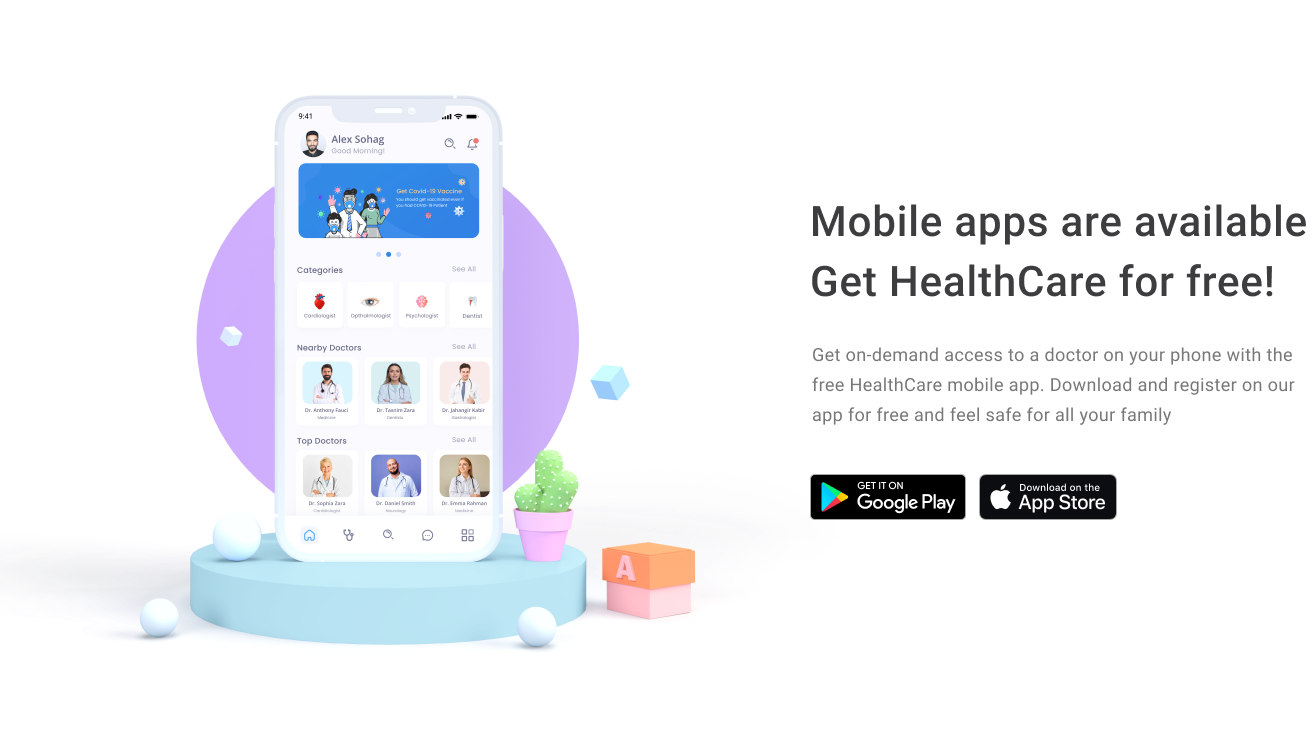 9:41
Alex Sohag
Good Morning!
Get Covid-19 Vaccine
You should get vaccinated even if
you had COVID-19 Patient
Categories See All
Cardiologist Opthalmologist Psychologist Dentist
Nearby Doctors See All
Dr. Anthony Fauci Dr. Tasnim Zara Dr. Jahangir Kabir
Medicine Dentists
Top Doctors See All
Dr. Sophia Zara Dr. Daniel Smith Dr. Emma Rahman
Cardiologist Neurology Medicine
A
Mobile apps are available
Get HealthCare for free!
Get on-demand access to a doctor on your phone with the
free HealthCare mobile app. Download and register on our
app for free and feel safe for all your family
GET IT ON
Google Play
Download on the
App Store